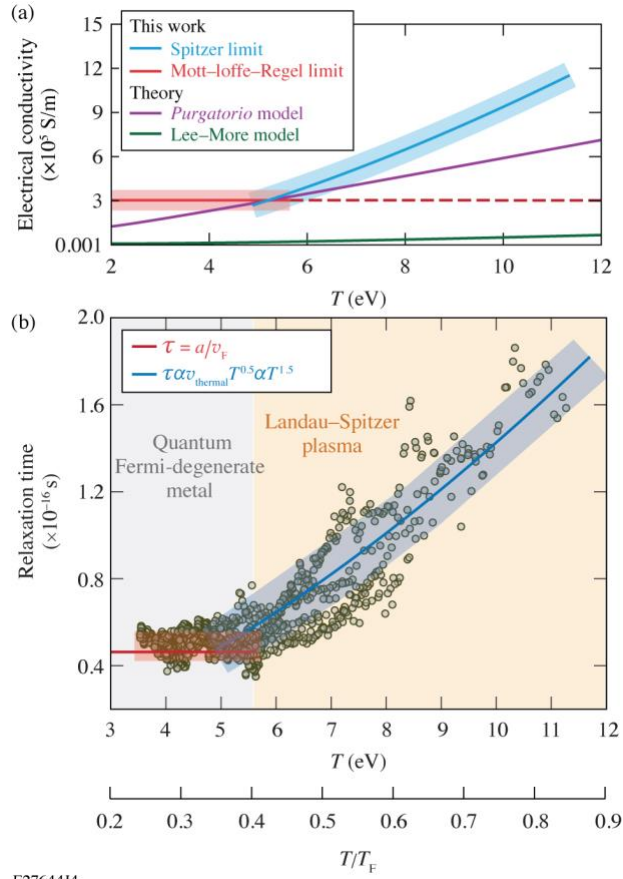 (a)
15
12
9
6
3
0.001
Electrical conductivity
(×10⁵ S/m)
This work
Spitzer limit
Mott–Ioffe–Regel limit
Theory
Purgatorio model
Lee–More model
2 4 6 8 10 12
T (eV)
(b)
2.0
1.6
1.2
0.8
0.4
Relaxation time
(×10⁻¹⁶ s)
τ = a/v_F
τ α v_thermal T^0.5 α T^1.5
Quantum
Fermi-degenerate
metal
Landau–Spitzer
plasma
3 4 5 6 7 8 9 10 11 12
T (eV)
0.2 0.3 0.4 0.5 0.6 0.7 0.8 0.9
T/T_F